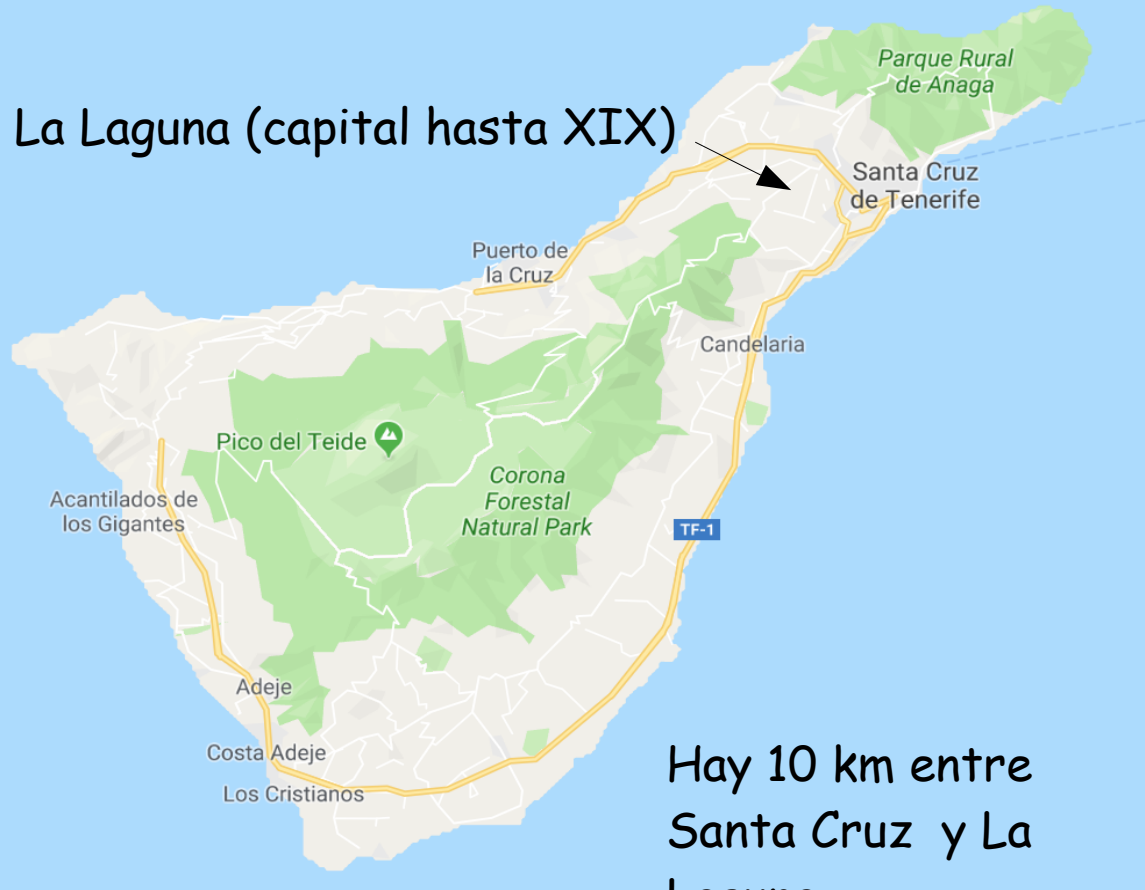 Parque Rural
de Anaga
La Laguna (capital hasta XIX)
Santa Cruz
de Tenerife
Puerto de
la Cruz
Candelaria
Pico del Teide
Corona
Forestal
Natural Park
Acantilados de
los Gigantes
TF-1
Adeje
Costa Adeje
Los Cristianos
Hay 10 km entre
Santa Cruz y La